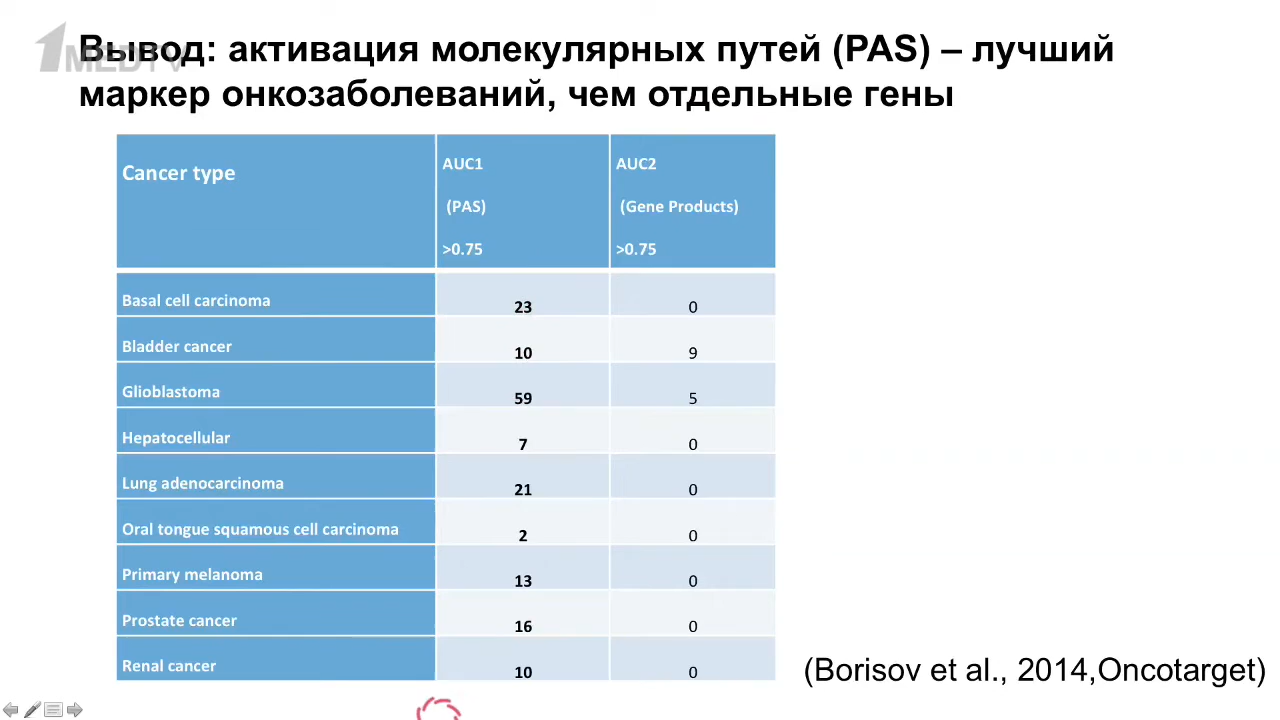 1MEDTV
Вывод: активация молекулярных путей (PAS) – лучший
маркер онкозаболеваний, чем отдельные гены
Cancer type
AUC1
(PAS)
>0.75
AUC2
(Gene Products)
>0.75
Basal cell carcinoma 23 0
Bladder cancer 10 9
Glioblastoma 59 5
Hepatocellular 7 0
Lung adenocarcinoma 21 0
Oral tongue squamous cell carcinoma 2 0
Primary melanoma 13 0
Prostate cancer 16 0
Renal cancer 10 0
(Borisov et al., 2014,Oncotarget)